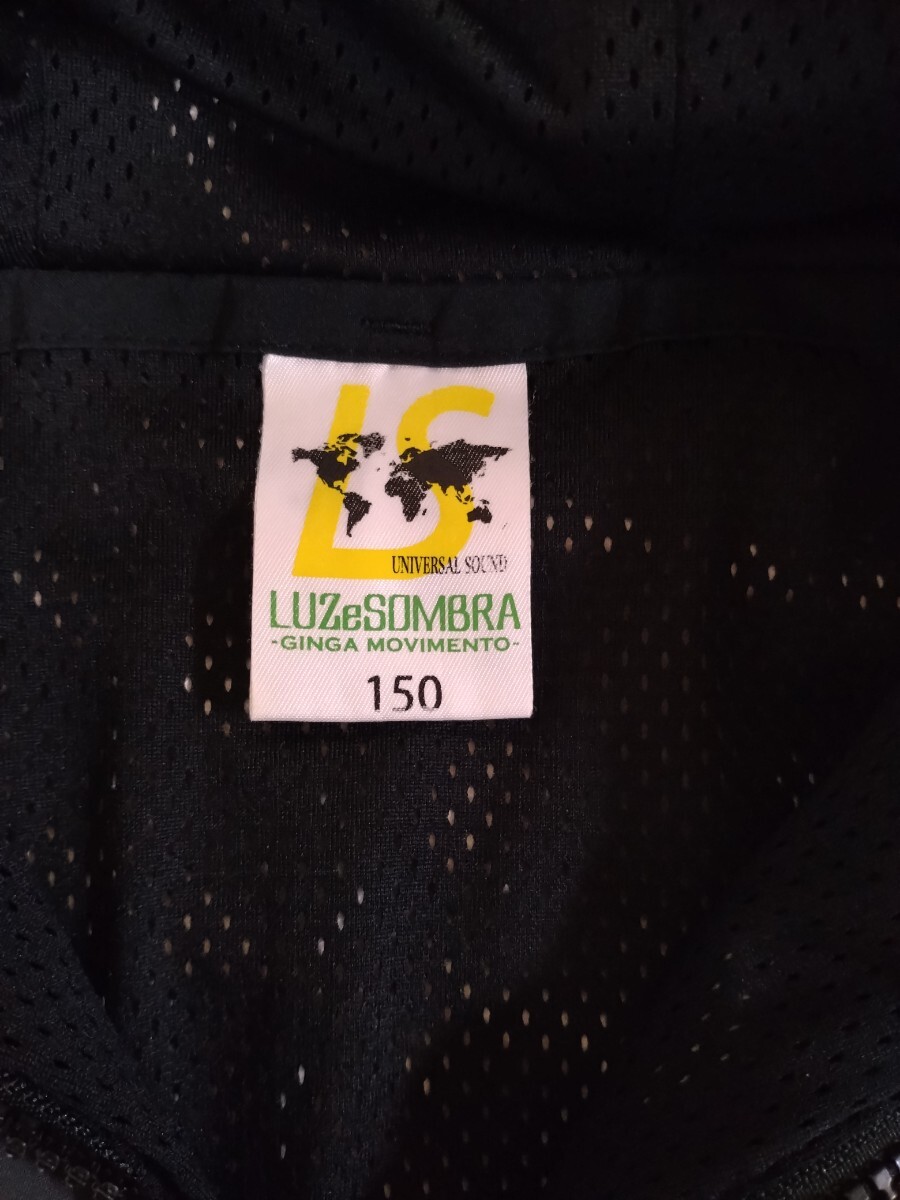 LS
UNIVERSAL SOUND
LUZeSOMBRA
-GINGA MOVIMENTO-
150